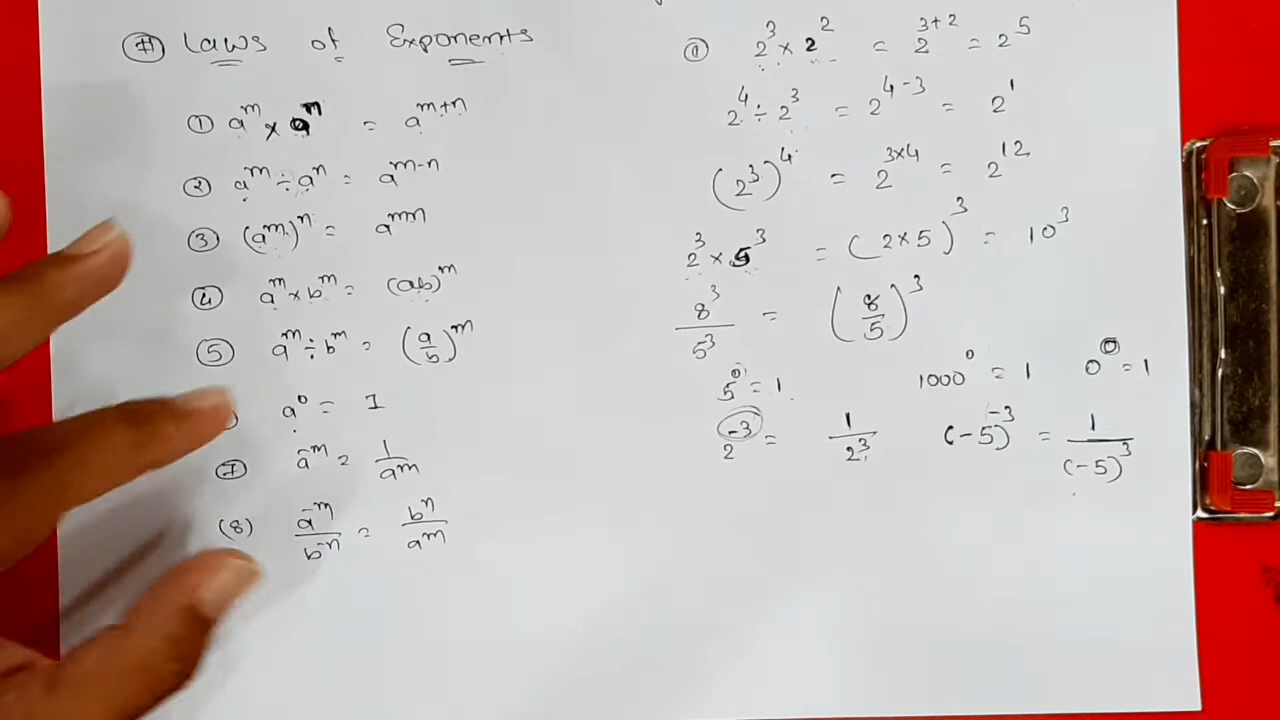 # Laws of Exponents
① a^m × a^n = a^(m+n)
② a^m ÷ a^n = a^(m-n)
③ (a^m)^n = a^(mn)
④ a^m × b^m = (ab)^m
⑤ a^m ÷ b^m = (a/b)^m
a^0 = 1
⑦ a^(-m) = 1/a^m
(8) a^(-m)/b^(-n) = b^n/a^m
2^3 × 2^2 = 2^(3+2) = 2^5
2^4 ÷ 2^3 = 2^(4-3) = 2^1
(2^3)^4 = 2^(3×4) = 2^12
2^3 × 5^3 = (2×5)^3 = 10^3
8^3/5^3 = (8/5)^3
5^0 = 1 1000^0 = 1 0^0 = 1
2^(-3) = 1/2^3 (-5)^(-3) = 1/(-5)^3